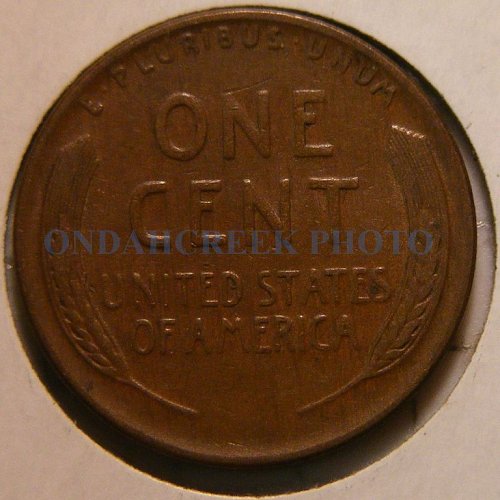 E · PLURIBUS · UNUM
ONE
CENT
ONDAHCREEK PHOTO
UNITED STATES
OF AMERICA